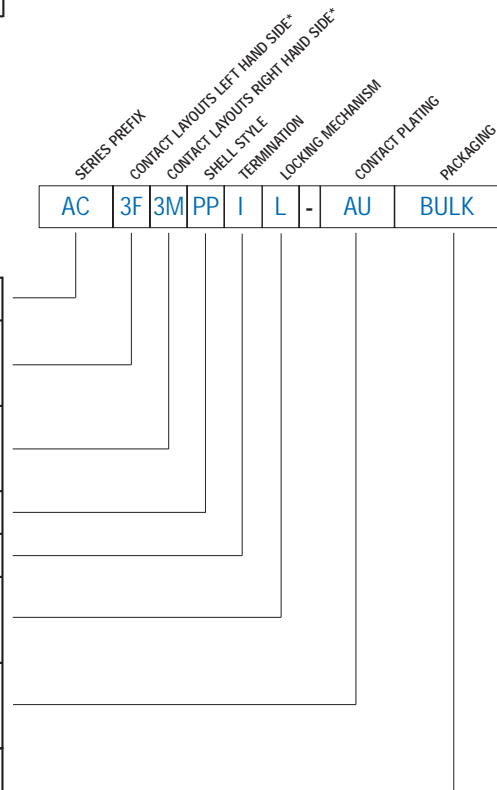 SERIES PREFIX
CONTACT LAYOUTS LEFT HAND SIDE*
CONTACT LAYOUTS RIGHT HAND SIDE*
SHELL STYLE
TERMINATION
LOCKING MECHANISM
CONTACT PLATING
PACKAGING
AC 3F 3M PP I L - AU BULK